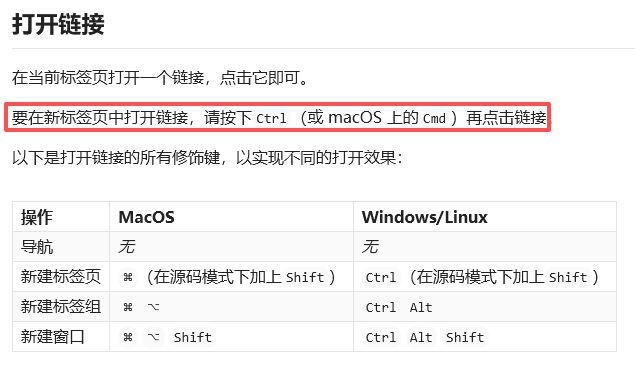 打开链接
在当前标签页打开一个链接，点击它即可。
要在新标签页中打开链接，请按下 Ctrl （或 macOS 上的 Cmd ）再点击链接.
以下是打开链接的所有修饰键，以实现不同的打开效果：
操作 MacOS Windows/Linux
导航 无 无
新建标签页 ⌘ （在源码模式下加上 Shift ） Ctrl （在源码模式下加上 Shift ）
新建标签组 ⌘ ⌥ Ctrl Alt
新建窗口 ⌘ ⌥ Shift Ctrl Alt Shift